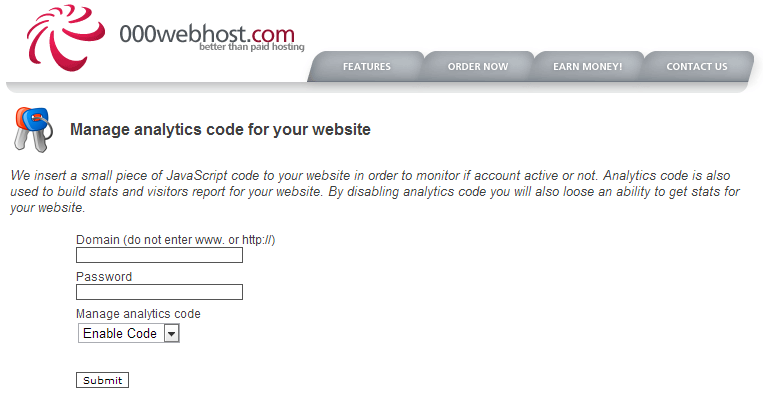 000webhost.com
better than paid hosting
FEATURES
ORDER NOW
EARN MONEY!
CONTACT US
Manage analytics code for your website
We insert a small piece of JavaScript code to your website in order to monitor if account active or not. Analytics code is also
used to build stats and visitors report for your website. By disabling analytics code you will also loose an ability to get stats for
your website.
Domain (do not enter www. or http://)
Password
Manage analytics code
Enable Code
Submit